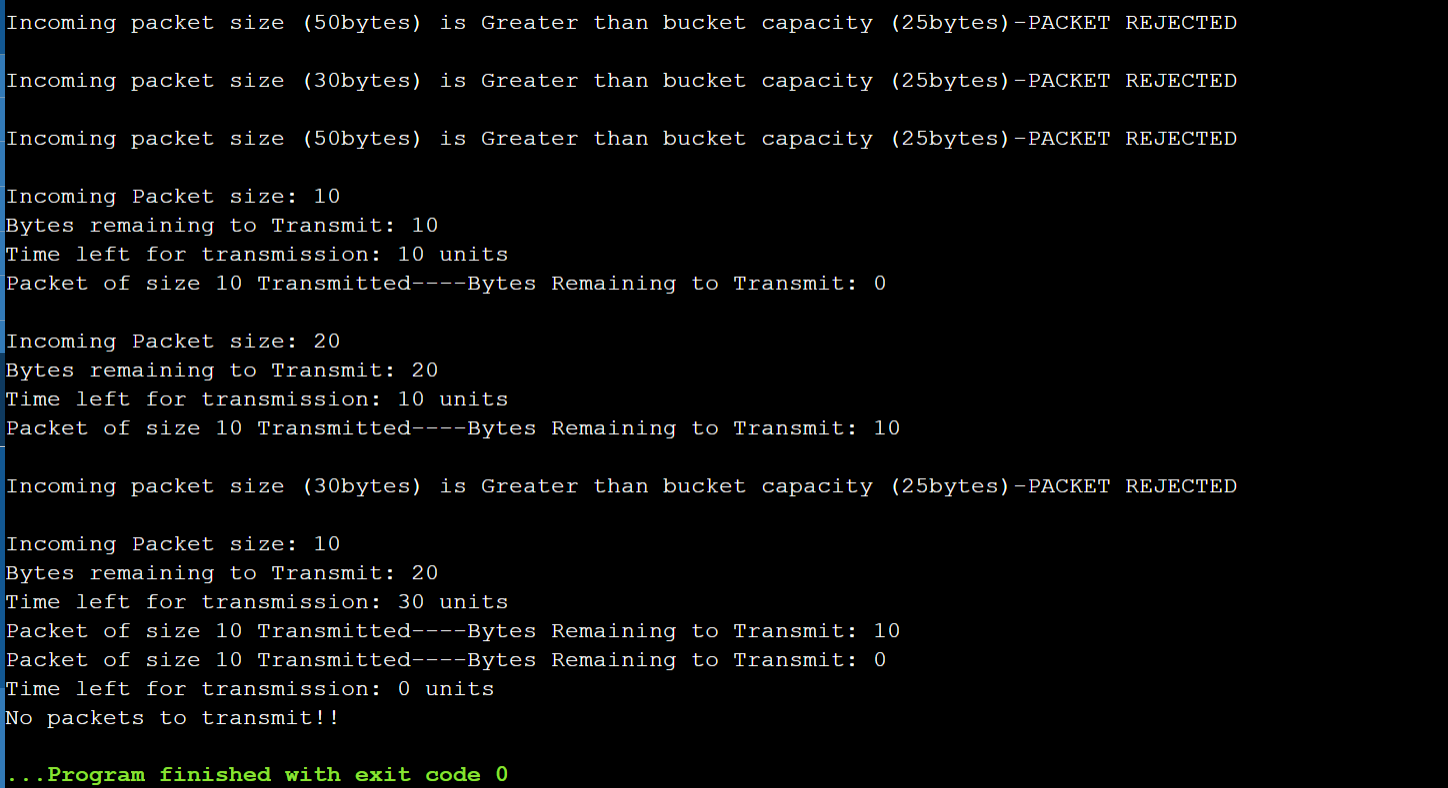 Incoming packet size (50bytes) is Greater than bucket capacity (25bytes)-PACKET REJECTED
Incoming packet size (30bytes) is Greater than bucket capacity (25bytes)-PACKET REJECTED
Incoming packet size (50bytes) is Greater than bucket capacity (25bytes)-PACKET REJECTED
Incoming Packet size: 10
Bytes remaining to Transmit: 10
Time left for transmission: 10 units
Packet of size 10 Transmitted----Bytes Remaining to Transmit: 0
Incoming Packet size: 20
Bytes remaining to Transmit: 20
Time left for transmission: 10 units
Packet of size 10 Transmitted----Bytes Remaining to Transmit: 10
Incoming packet size (30bytes) is Greater than bucket capacity (25bytes)-PACKET REJECTED
Incoming Packet size: 10
Bytes remaining to Transmit: 20
Time left for transmission: 30 units
Packet of size 10 Transmitted----Bytes Remaining to Transmit: 10
Packet of size 10 Transmitted----Bytes Remaining to Transmit: 0
Time left for transmission: 0 units
No packets to transmit!!
...Program finished with exit code 0